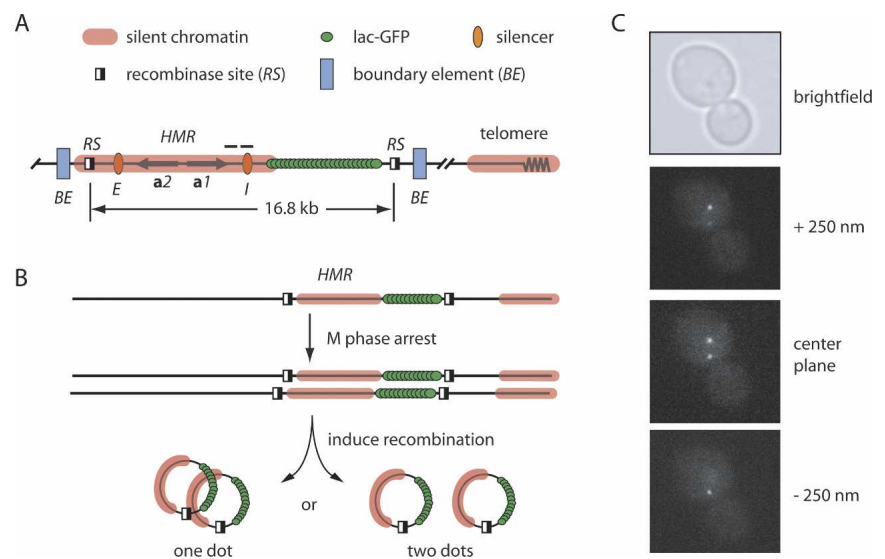 A
silent chromatin
lac-GFP
silencer
recombinase site (RS)
boundary element (BE)
RS
HMR
RS
telomere
BE
E
a2
a1
I
BE
16.8 kb
B
HMR
M phase arrest
induce recombination
or
one dot
two dots
C
brightfield
+ 250 nm
center
plane
- 250 nm